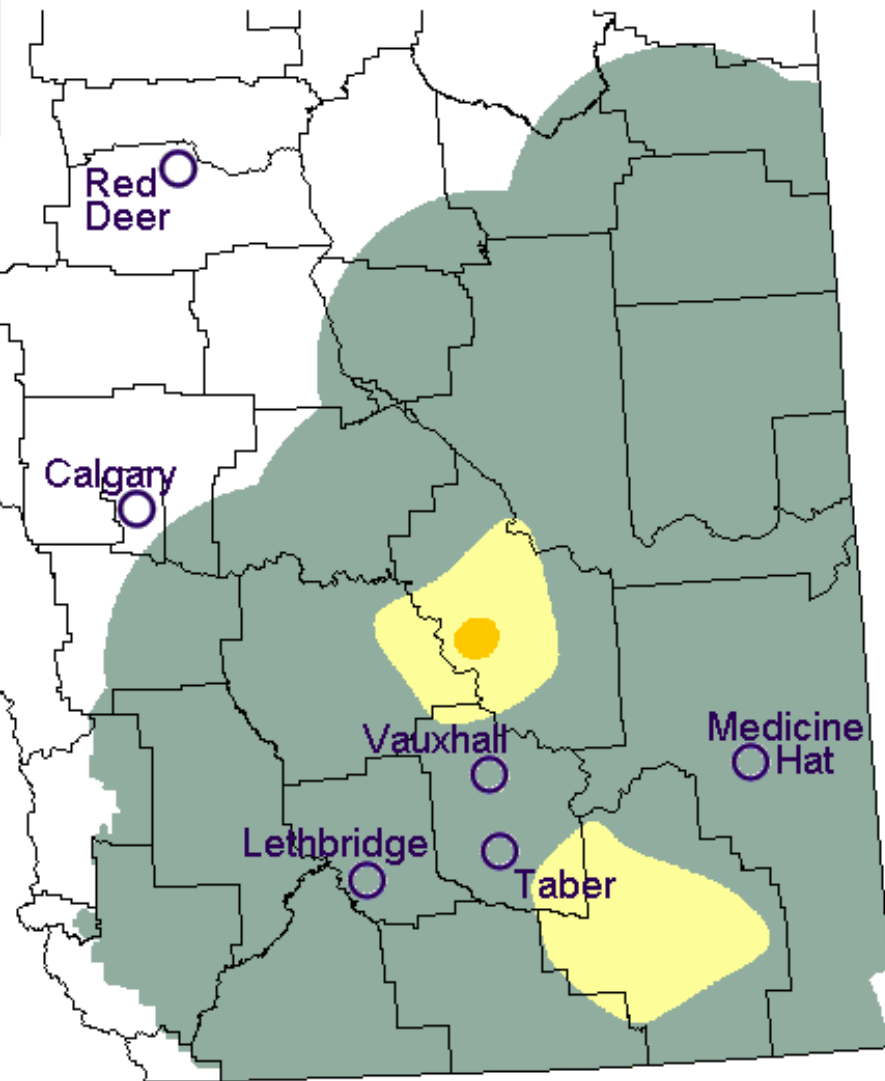 Red
Deer
Calgary
Vauxhall
Medicine
Hat
Lethbridge
Taber